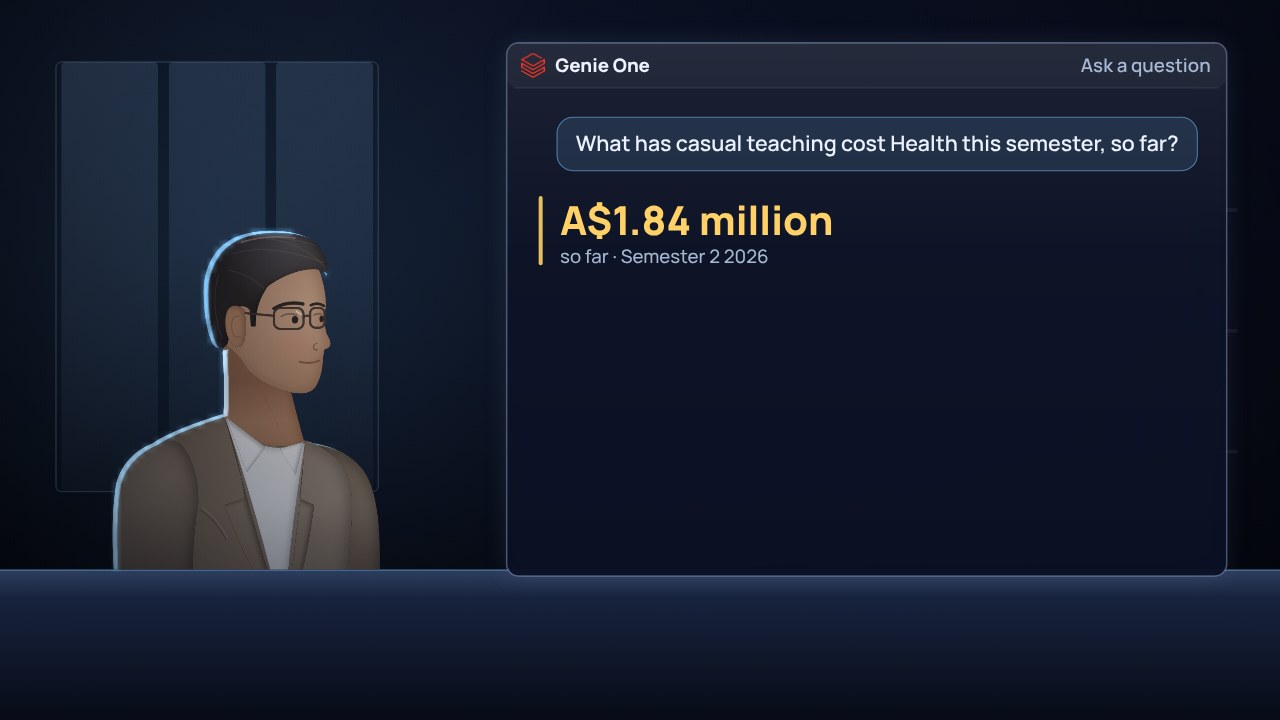 Genie One
Ask a question
What has casual teaching cost Health this semester, so far?
A$1.84 million
so far · Semester 2 2026